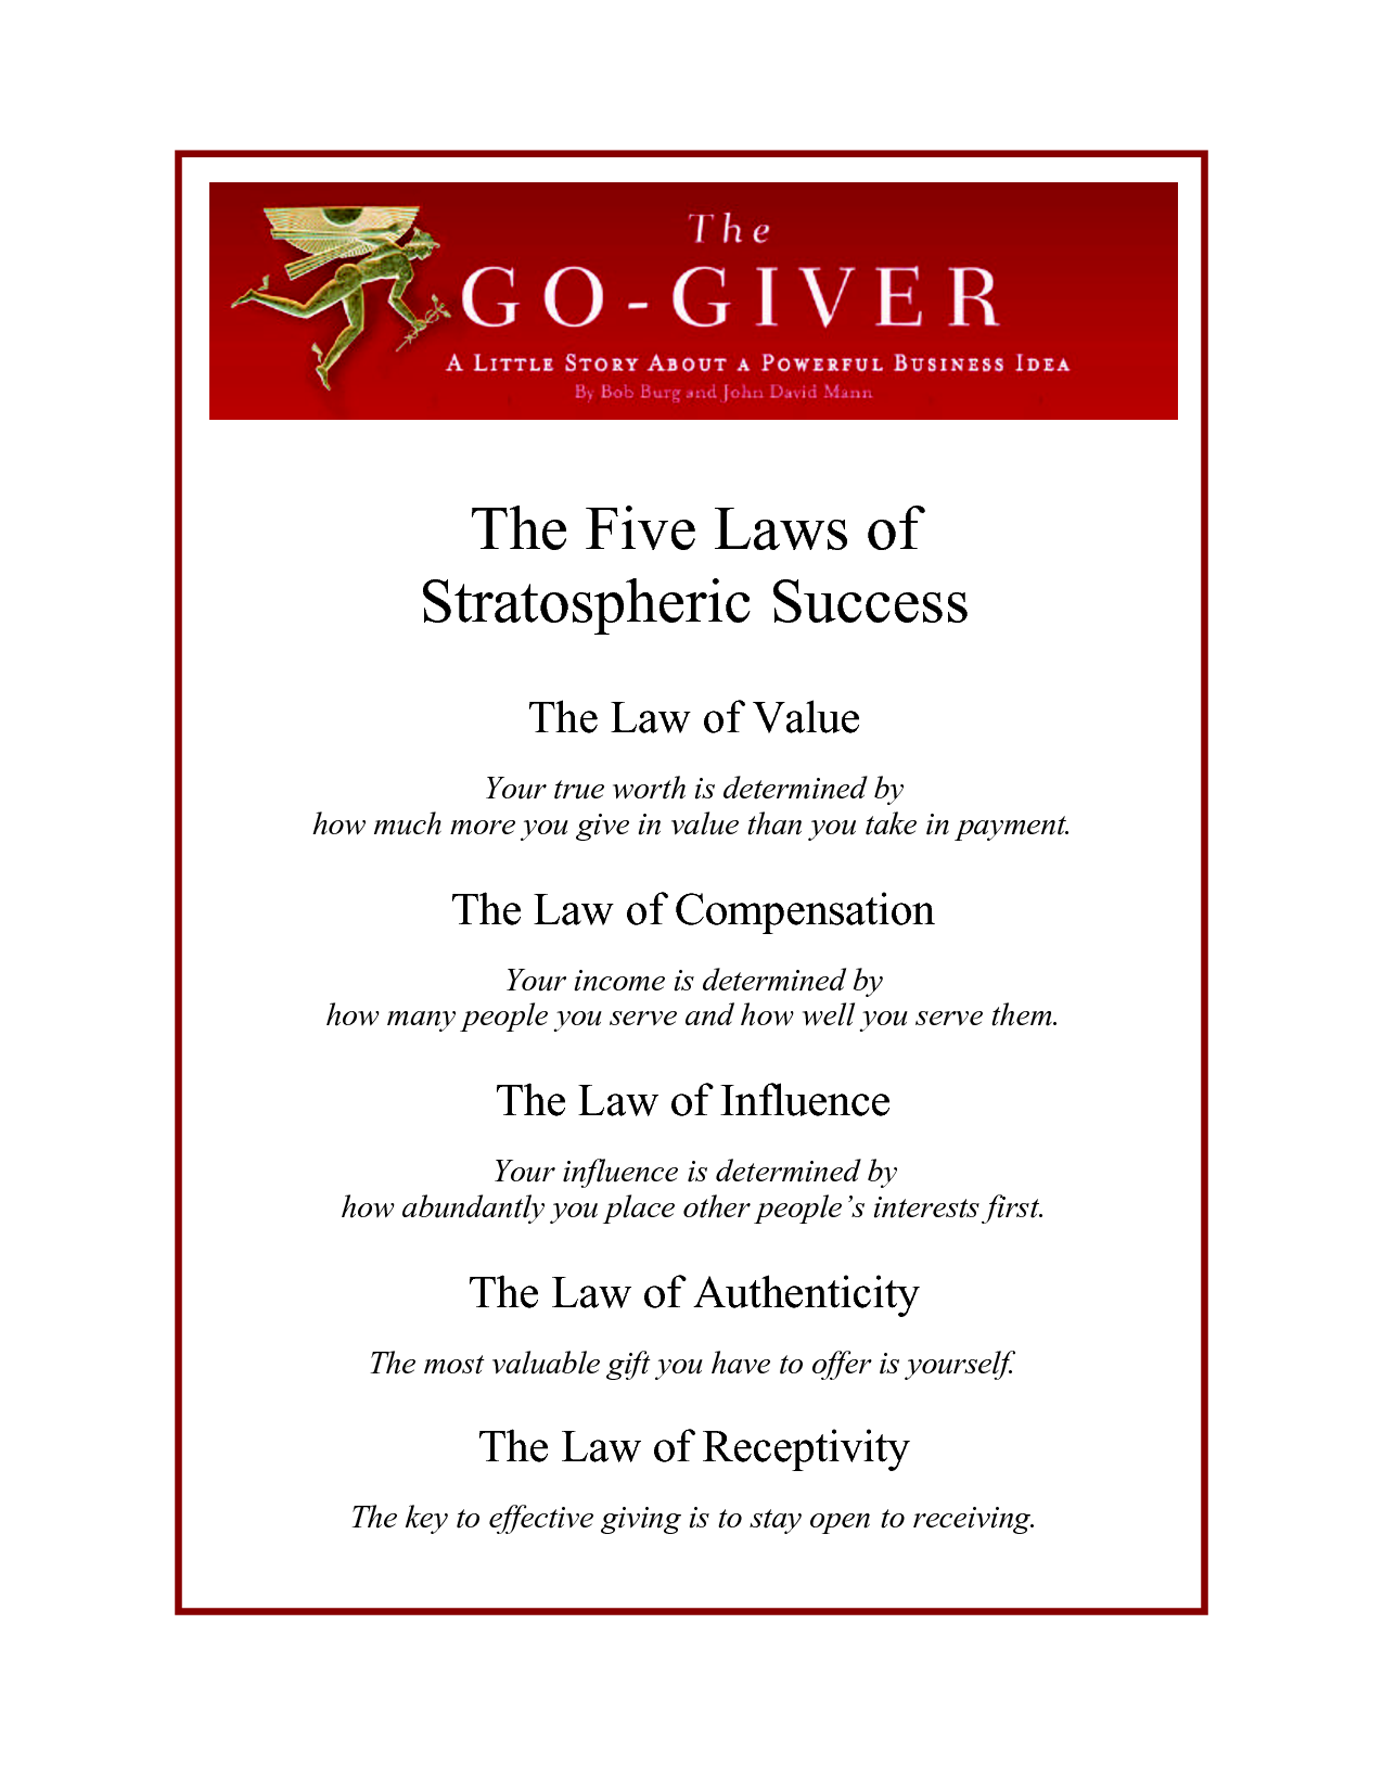 The
GO-GIVER
A LITTLE STORY ABOUT A POWERFUL BUSINESS IDEA
By Bob Burg and John David Mann
The Five Laws of
Stratospheric Success
The Law of Value
Your true worth is determined by
how much more you give in value than you take in payment.
The Law of Compensation
Your income is determined by
how many people you serve and how well you serve them.
The Law of Influence
Your influence is determined by
how abundantly you place other people’s interests first.
The Law of Authenticity
The most valuable gift you have to offer is yourself.
The Law of Receptivity
The key to effective giving is to stay open to receiving.